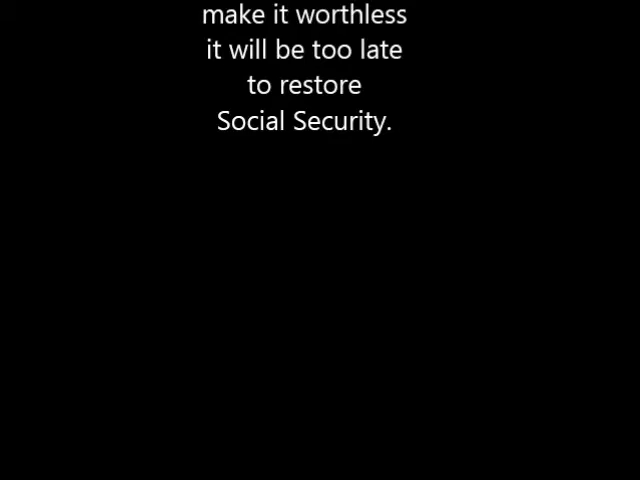 make it worthless
it will be too late
to restore
Social Security.